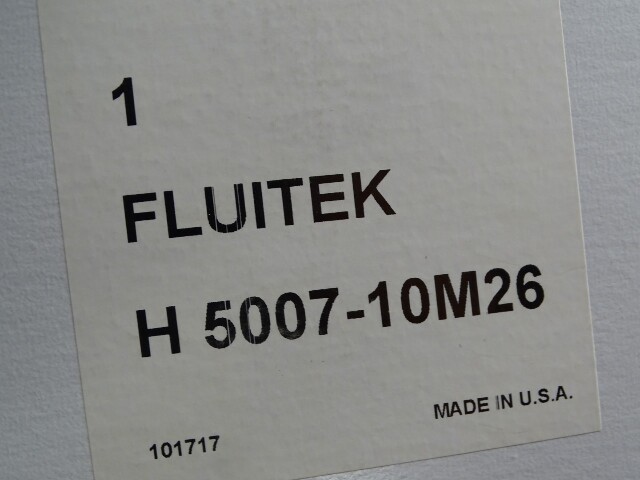 1
FLUITEK
H 5007-10M26
MADE IN U.S.A.
101717